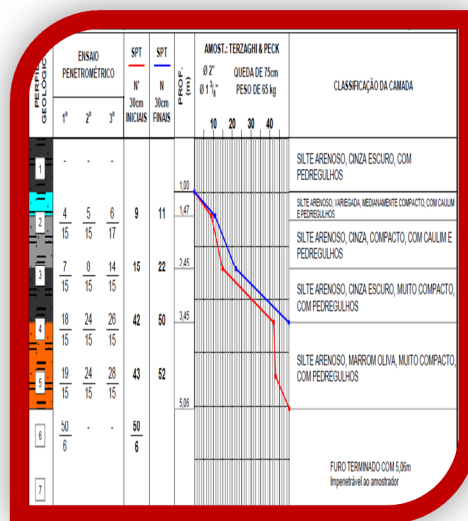 PERFIL
GEOLÓGICO
ENSAIO
PENETROMÉTRICO
1º 2º 3º
SPT
N'
30cm
INICIAIS
SPT
N
30cm
FINAIS
PROF.
(m)
AMOST.: TERZAGHI & PECK
Ø 2" QUEDA DE 75cm
Ø 1 3/8" PESO DE 65 kg
10 20 30 40
CLASSIFICAÇÃO DA CAMADA
1 - - -
SILTE ARENOSO, CINZA ESCURO, COM
PEDREGULHOS
1,00
SILTE ARENOSO, VARIEGADA, MEDIANAMENTE COMPACTO, COM CAULIM
E PEDREGULHOS
2 4/15 5/15 6/17 9 11 1,47
SILTE ARENOSO, CINZA, COMPACTO, COM CAULIM E
PEDREGULHOS
3 7/15 8/15 14/15 15 22 2,45
SILTE ARENOSO, CINZA ESCURO, MUITO COMPACTO,
COM PEDREGULHOS
4 18/15 24/15 26/15 42 50 3,45
SILTE ARENOSO, MARROM OLIVA, MUITO COMPACTO,
COM PEDREGULHOS
5 19/15 24/15 28/15 43 52
5,06
6 50/6 - - 50/6
7
FURO TERMINADO COM 5,06m
Impenetrável ao amostrador